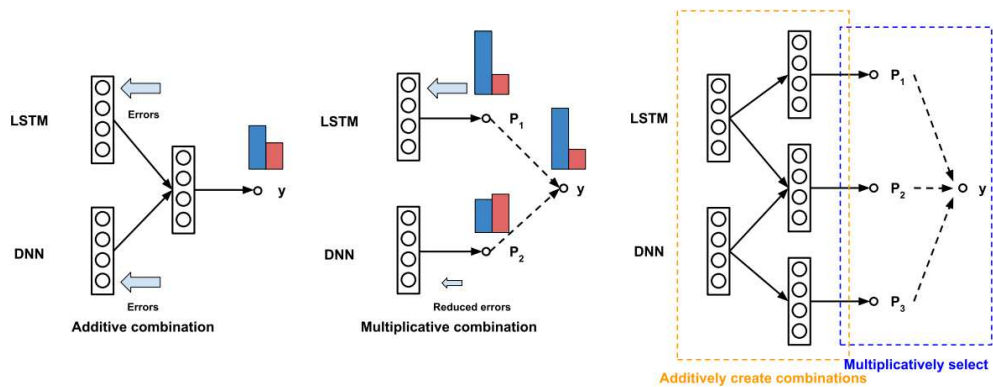 LSTM
Errors
y
DNN
Errors
Additive combination
LSTM
P1
y
DNN
P2
Reduced errors
Multiplicative combination
Additively create combinations
LSTM
P1
P2
y
DNN
P3
Multiplicatively select